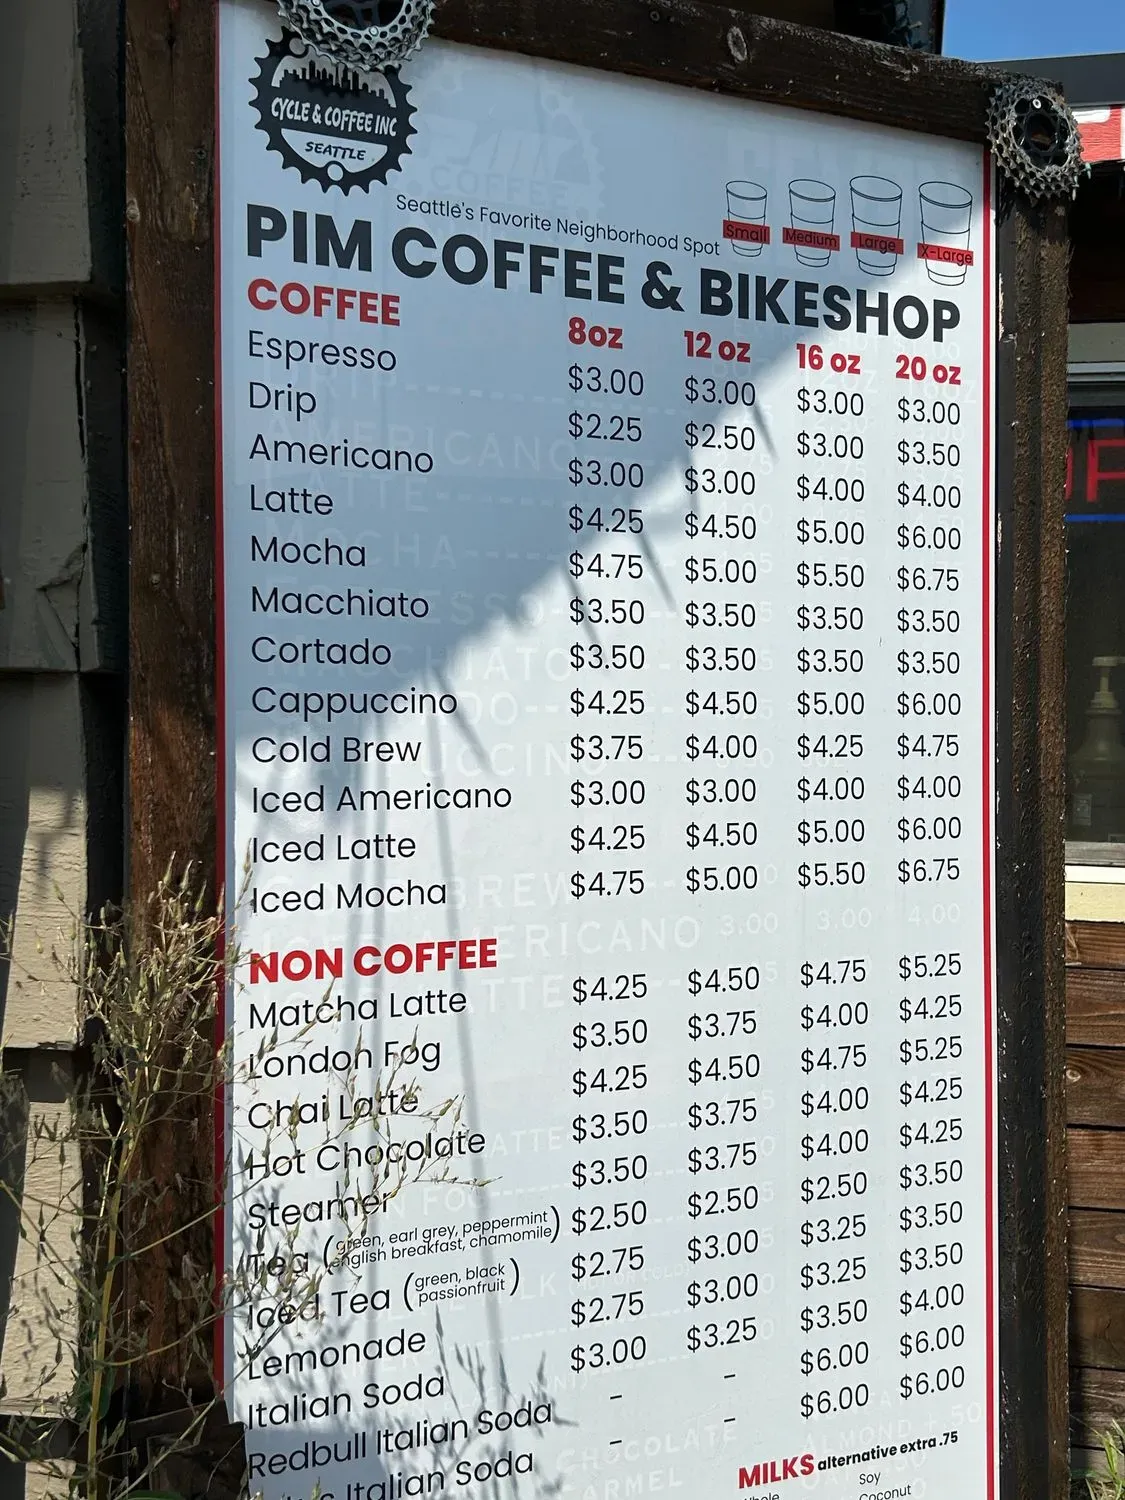 CYCLE & COFFEE INC
SEATTLE
Seattle's Favorite Neighborhood Spot
Small Medium Large X-Large
PIM COFFEE & BIKESHOP
COFFEE 8oz 12 oz 16 oz 20 oz
Espresso $3.00 $3.00 $3.00 $3.00
Drip $2.25 $2.50 $3.00 $3.50
Americano $3.00 $3.00 $4.00 $4.00
Latte $4.25 $4.50 $5.00 $6.00
Mocha $4.75 $5.00 $5.50 $6.75
Macchiato $3.50 $3.50 $3.50 $3.50
Cortado $3.50 $3.50 $3.50 $3.50
Cappuccino $4.25 $4.50 $5.00 $6.00
Cold Brew $3.75 $4.00 $4.25 $4.75
Iced Americano $3.00 $3.00 $4.00 $4.00
Iced Latte $4.25 $4.50 $5.00 $6.00
Iced Mocha $4.75 $5.00 $5.50 $6.75
NON COFFEE
Matcha Latte $4.25 $4.50 $4.75 $5.25
London Fog $3.50 $3.75 $4.00 $4.25
Chai Latte $4.25 $4.50 $4.75 $5.25
Hot Chocolate $3.50 $3.75 $4.00 $4.25
Steamer $3.50 $3.75 $4.00 $4.25
Tea (green, earl grey, peppermint english breakfast, chamomile) $2.50 $2.50 $2.50 $3.50
Iced Tea (green, black passionfruit) $2.75 $3.00 $3.25 $3.50
Lemonade $2.75 $3.00 $3.25 $3.50
Italian Soda $3.00 $3.25 $3.50 $4.00
Redbull Italian Soda - - $6.00 $6.00
Italian Soda - - $6.00 $6.00
MILKS alternative extra .75
Soy
Coconut